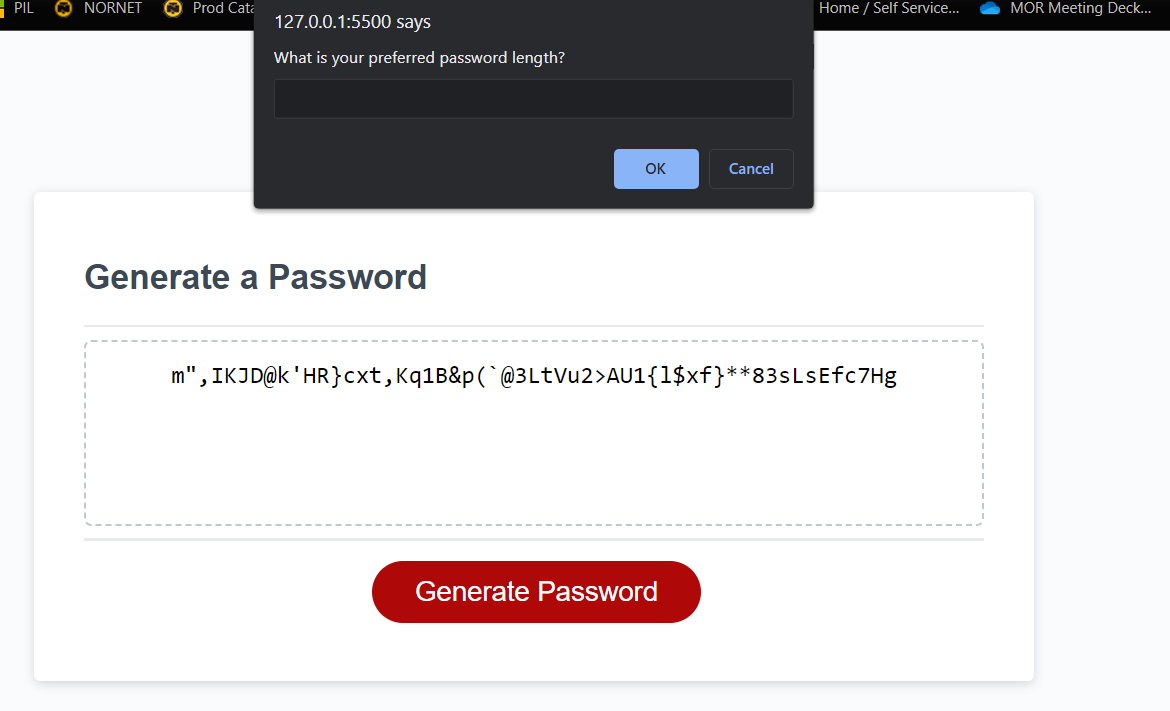 PIL NORNET Prod Cata
Home / Self Service... MOR Meeting Deck...
127.0.0.1:5500 says
What is your preferred password length?
OK Cancel
Generate a Password
m",IKJD@k'HR}cxt,Kq1B&p(`@3LtVu2>AU1{l$xf}**83sLsEfc7Hg
Generate Password